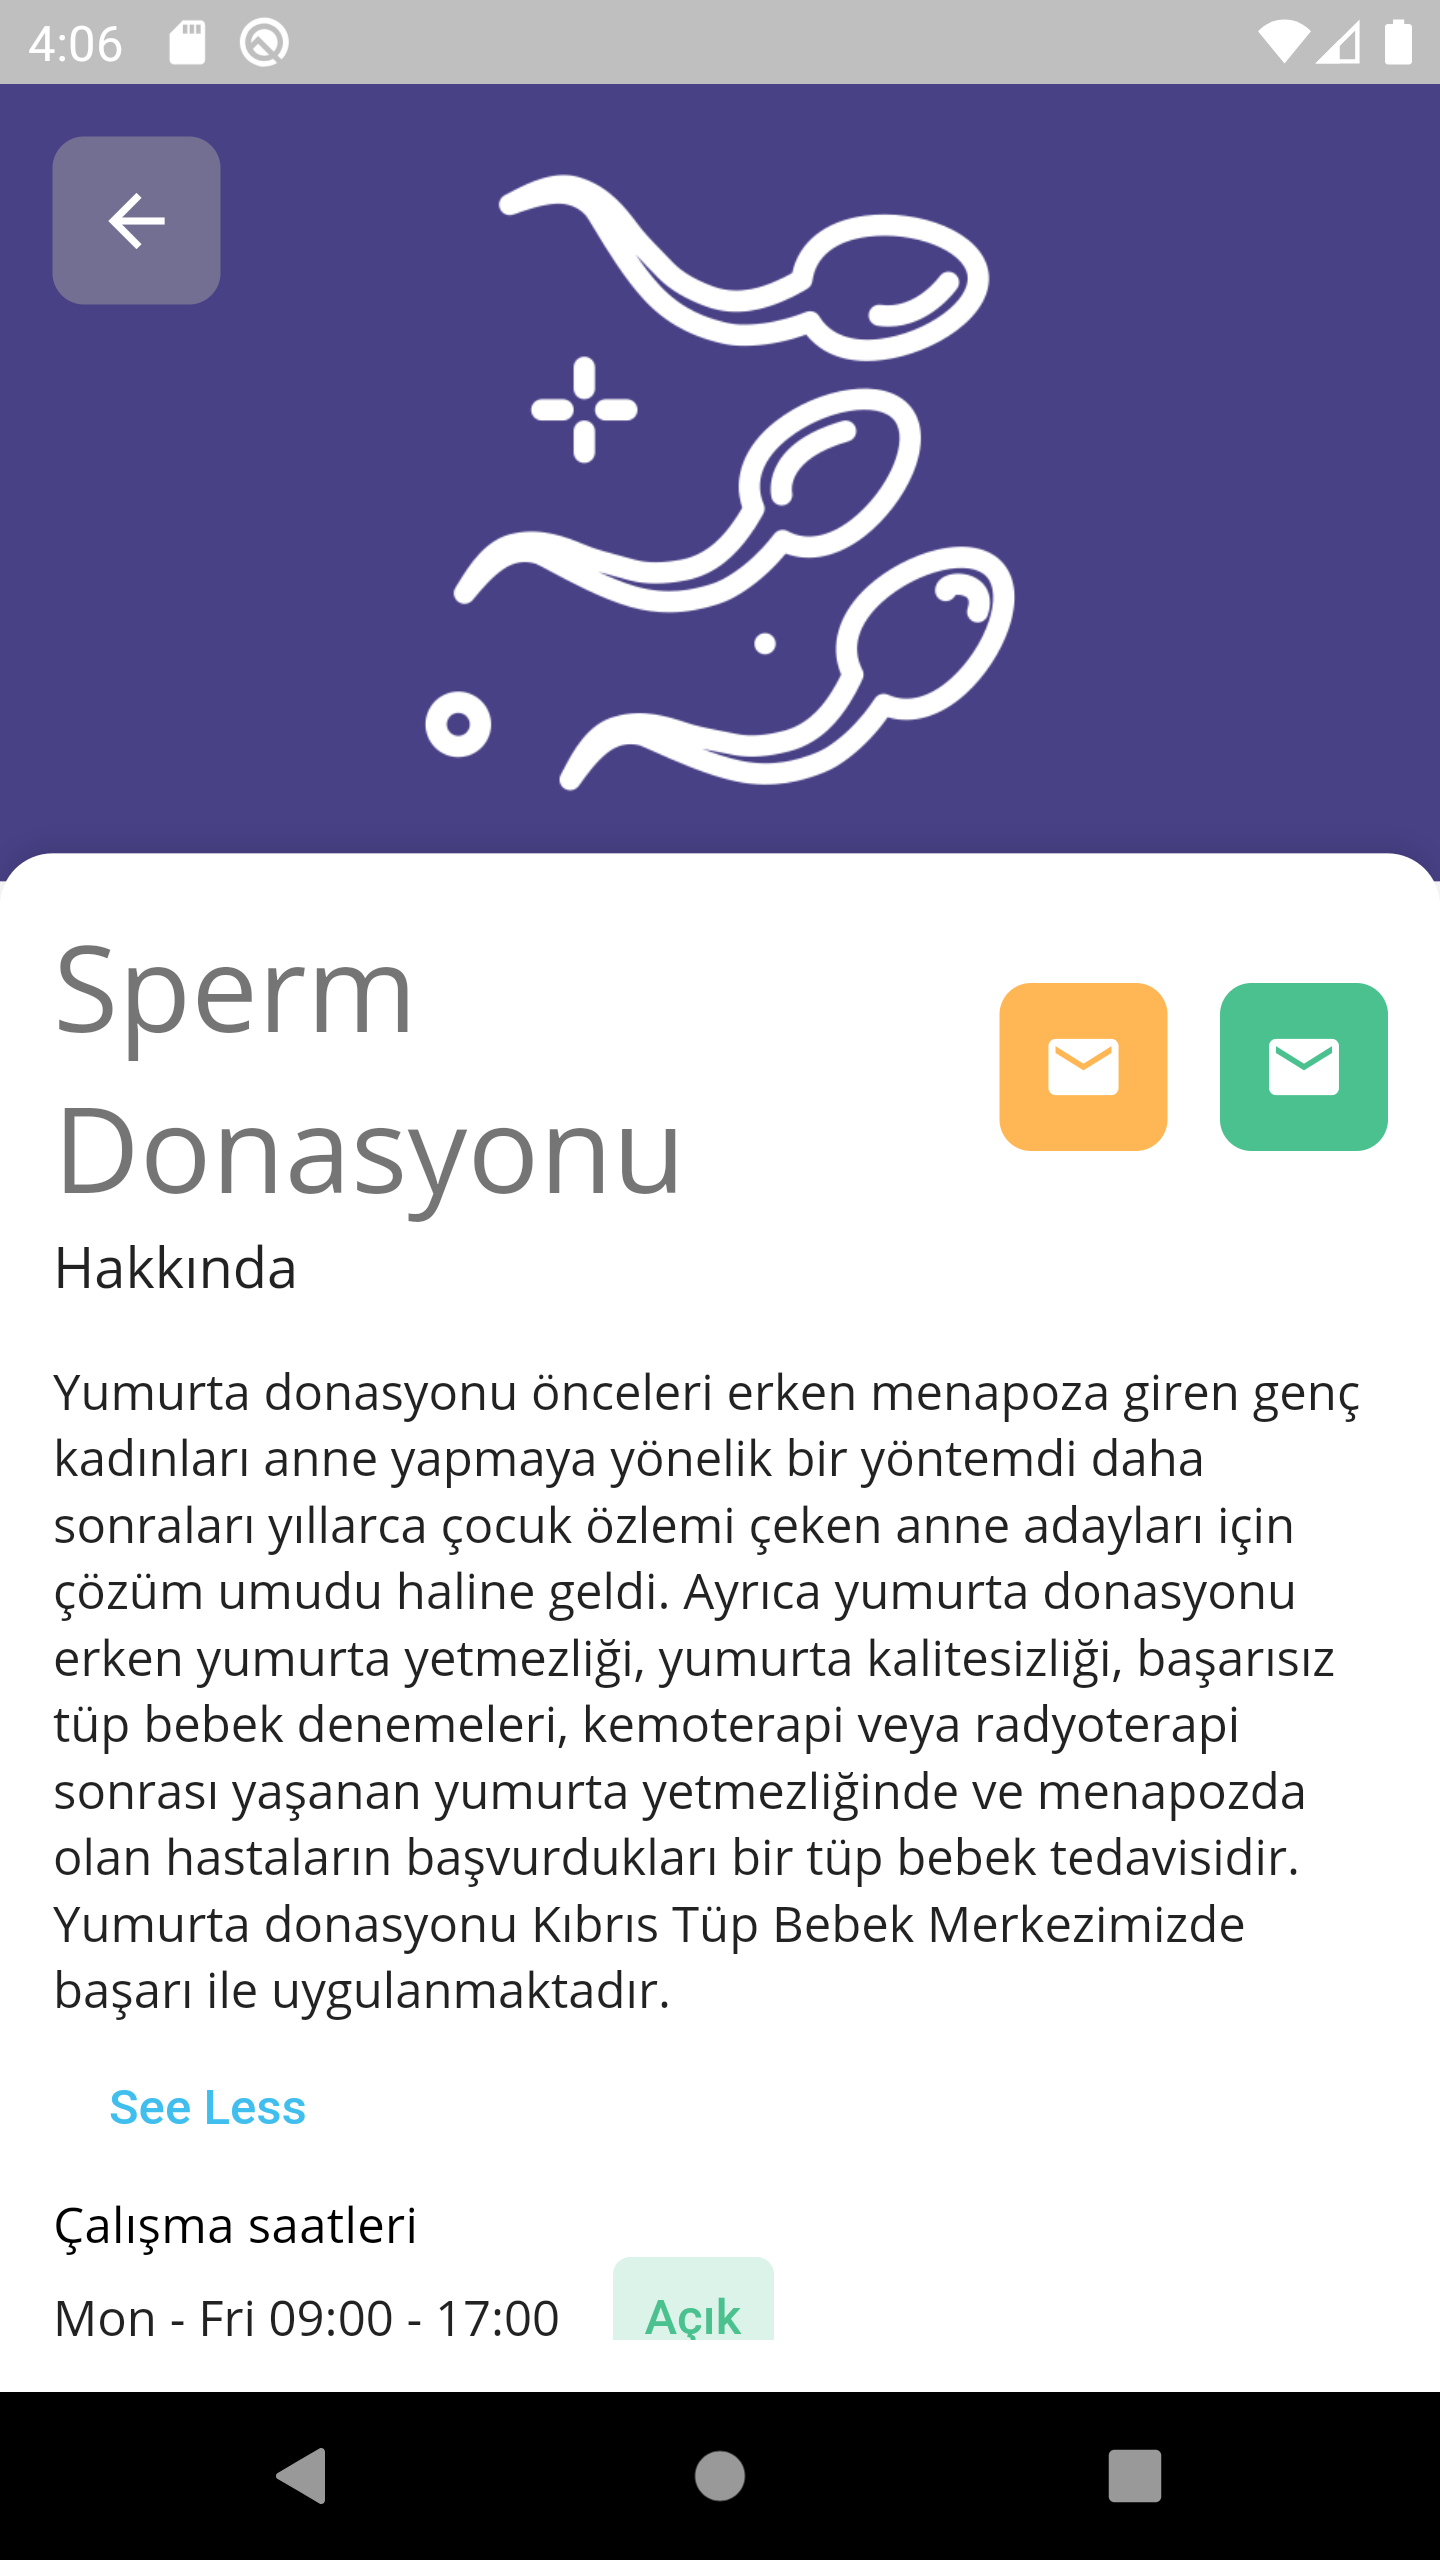 4:06
Sperm
Donasyonu
Hakkında
Yumurta donasyonu önceleri erken menapoza giren genç
kadınları anne yapmaya yönelik bir yöntemdi daha
sonraları yıllarca çocuk özlemi çeken anne adayları için
çözüm umudu haline geldi. Ayrıca yumurta donasyonu
erken yumurta yetmezliği, yumurta kalitesizliği, başarısız
tüp bebek denemeleri, kemoterapi veya radyoterapi
sonrası yaşanan yumurta yetmezliğinde ve menapozda
olan hastaların başvurdukları bir tüp bebek tedavisidir.
Yumurta donasyonu Kıbrıs Tüp Bebek Merkezimizde
başarı ile uygulanmaktadır.
See Less
Çalışma saatleri
Mon - Fri 09:00 - 17:00 Açık